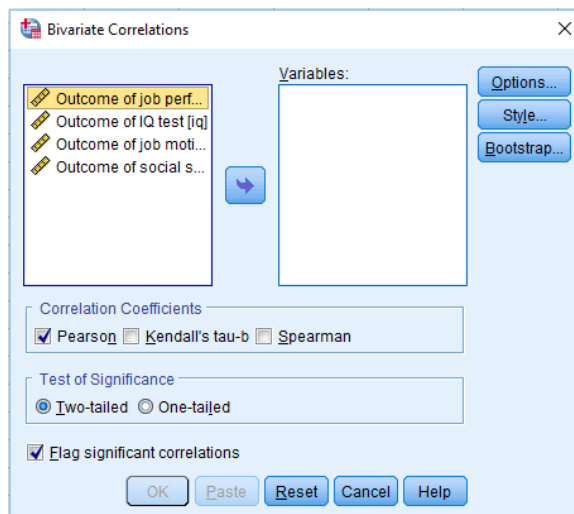 Bivariate Correlations
Variables:
Outcome of job perf...
Outcome of IQ test [iq]
Outcome of job moti...
Outcome of social s...
Options...
Style...
Bootstrap...
Correlation Coefficients
Pearson Kendall's tau-b Spearman
Test of Significance
Two-tailed One-tailed
Flag significant correlations
OK Paste Reset Cancel Help